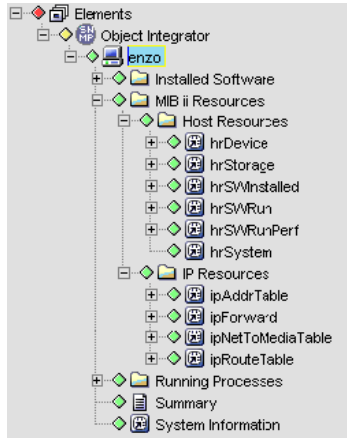 Elements
SNMP Object Integrator
enzo
Installed Software
MIB ii Resources
Host Resources
hrDevice
hrStorage
hrSWInstalled
hrSWRun
hrSWRunPerf
hrSystem
IP Resources
ipAddrTable
ipForward
ipNetToMediaTable
ipRouteTable
Running Processes
Summary
System Information